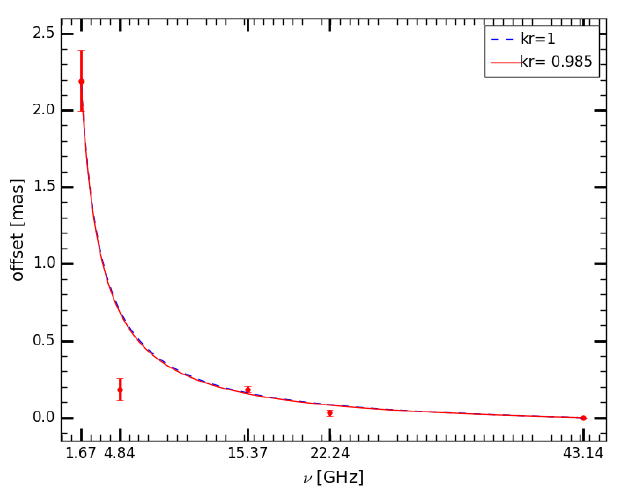 2.5
2.0
1.5
1.0
0.5
0.0
offset [mas]
kr=1
kr= 0.985
1.67 4.84 15.37 22.24 43.14
ν [GHz]